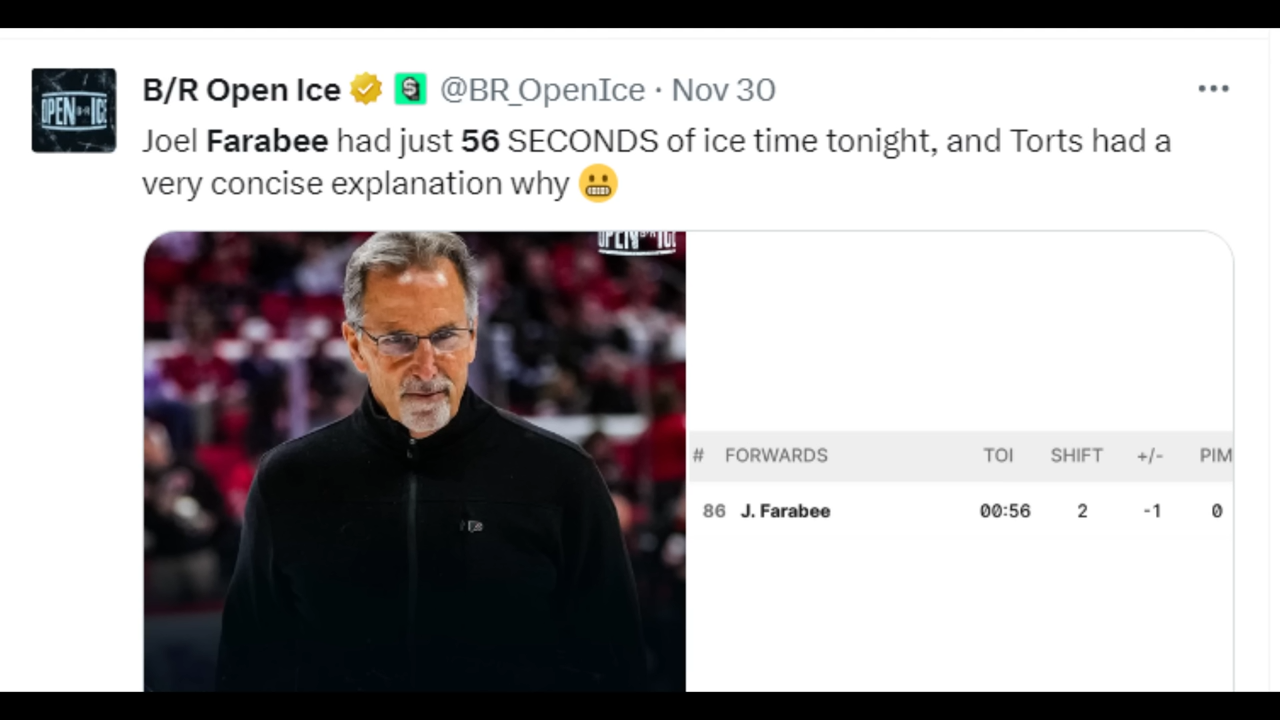 OPEN B/R ICE
B/R Open Ice @BR_OpenIce · Nov 30
Joel Farabee had just 56 SECONDS of ice time tonight, and Torts had a
very concise explanation why 😬
OPEN B/R ICE
# FORWARDS TOI SHIFT +/- PIM
86 J. Farabee 00:56 2 -1 0